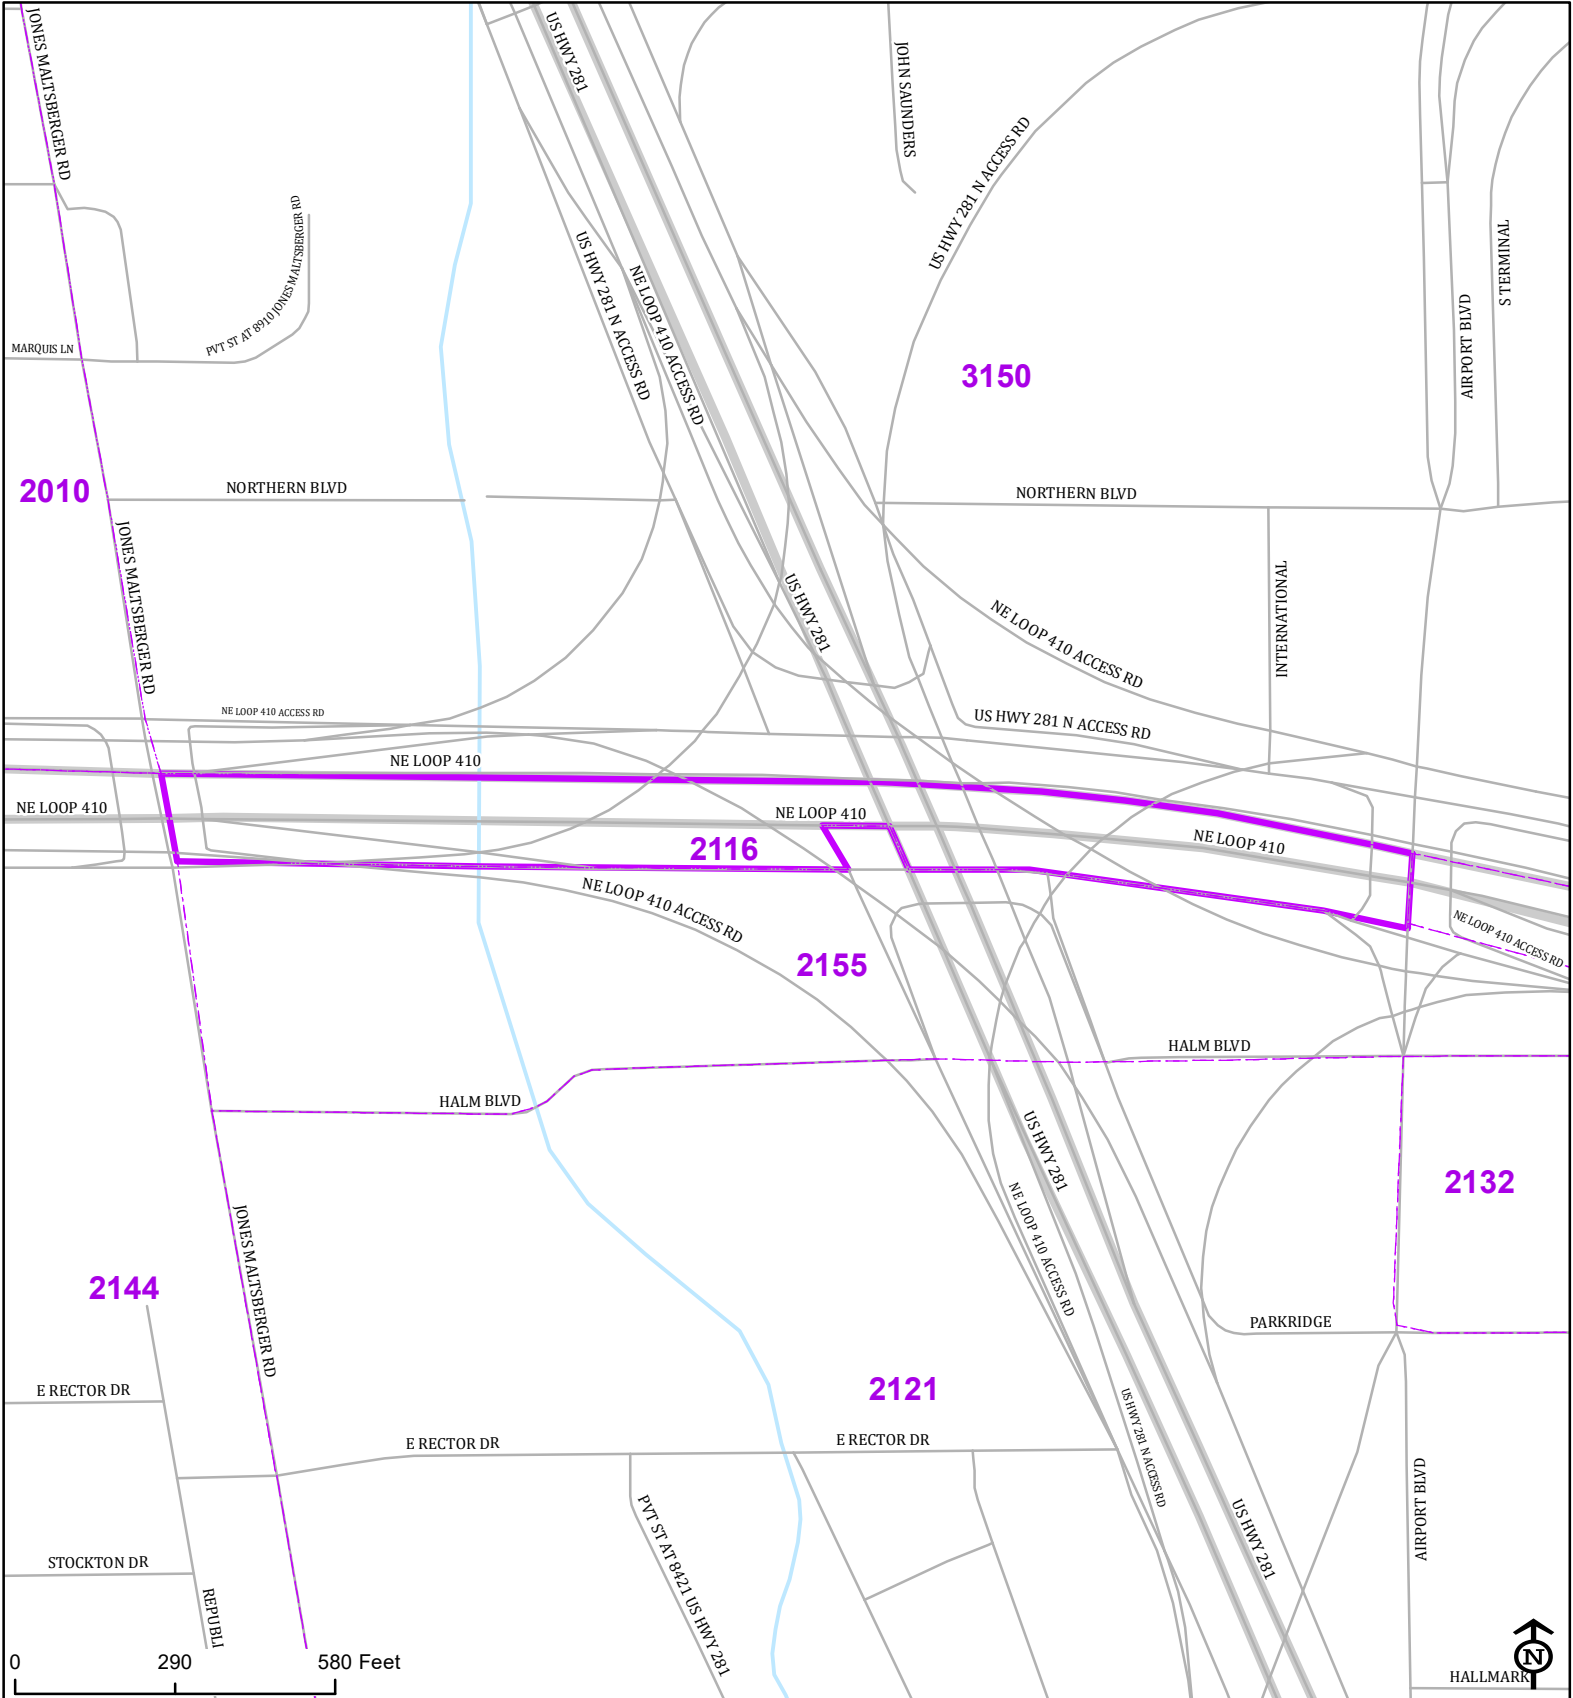 JONES MALTSBERGER RD
US HWY 281
JOHN SAUNDERS
US HWY 281 N ACCESS RD
PVT ST AT 8910 JONES MALTSBERGER RD
US HWY 281 N ACCESS RD
NE LOOP 410 ACCESS RD
S TERMINAL
AIRPORT BLVD
MARQUIS LN
3150
2010
NORTHERN BLVD
NORTHERN BLVD
JONES MALTSBERGER RD
US HWY 281
INTERNATIONAL
NE LOOP 410 ACCESS RD
NE LOOP 410 ACCESS RD
US HWY 281 N ACCESS RD
NE LOOP 410
NE LOOP 410
NE LOOP 410
NE LOOP 410
2116
NE LOOP 410 ACCESS RD
NE LOOP 410 ACCESS RD
2155
HALM BLVD
HALM BLVD
US HWY 281
2132
NE LOOP 410 ACCESS RD
JONES MALTSBERGER RD
2144
PARKRIDGE
E RECTOR DR
2121
US HWY 281 N ACCESS RD
E RECTOR DR
E RECTOR DR
AIRPORT BLVD
PVT ST AT 8421 US HWY 281
US HWY 281
STOCKTON DR
REPUBLI
0 290 580 Feet
N
HALLMARK